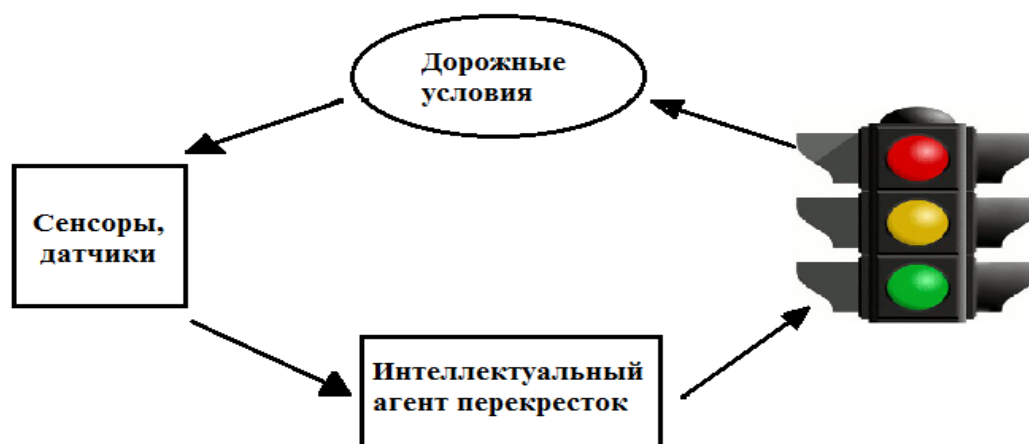 Дорожные
условия
Сенсоры,
датчики
Интеллектуальный
агент перекресток